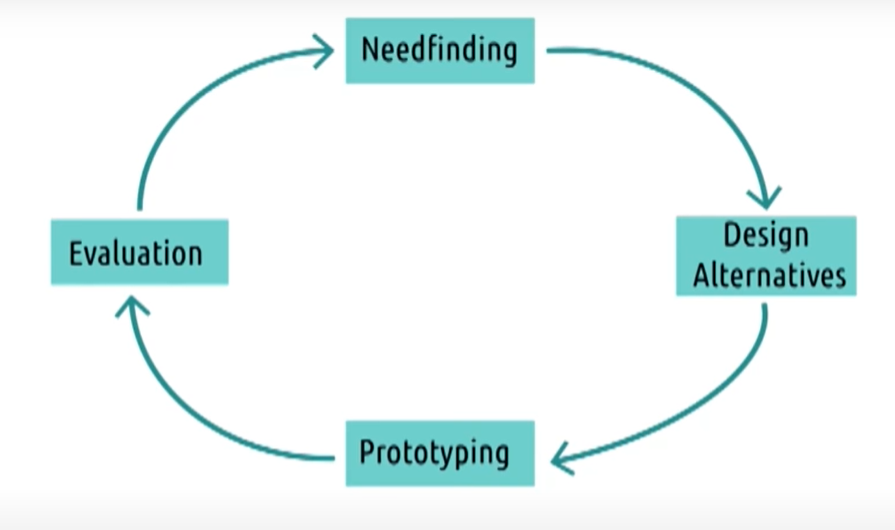 Needfinding
Design
Alternatives
Prototyping
Evaluation